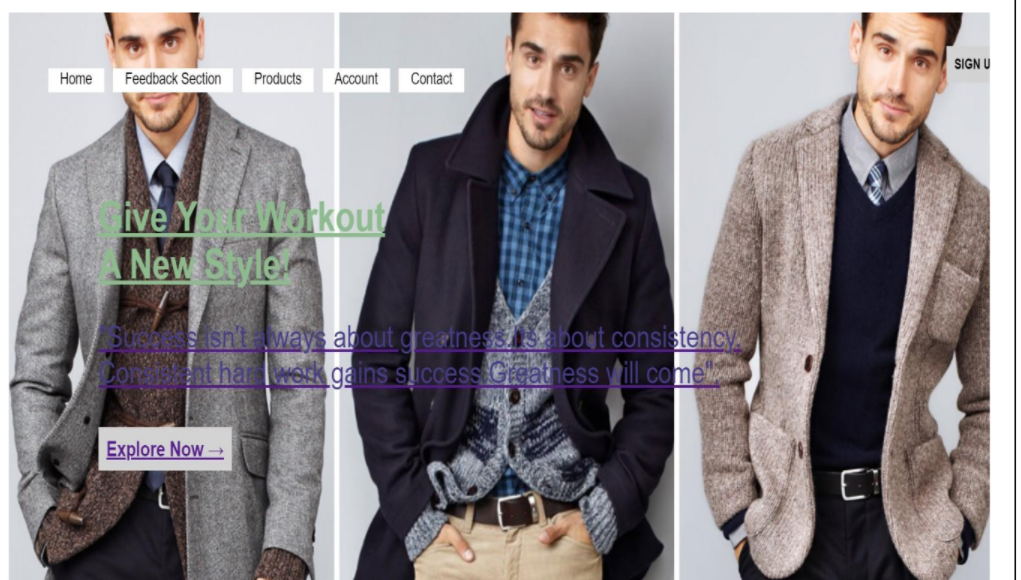 Home Feedback Section Products Account Contact
SIGN U
Give Your Workout
A New Style!
"Success isn't always about greatness.Its about consistency.
Consistent hard work gains success.Greatness will come".
Explore Now →